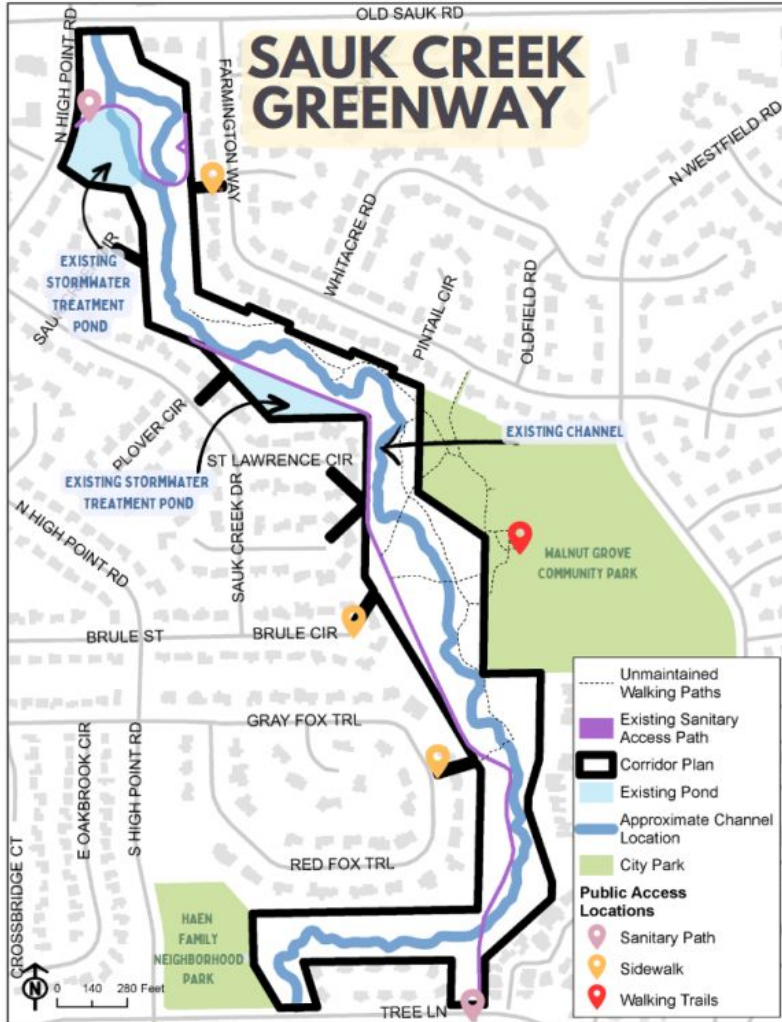 OLD SAUK RD
SAUK CREEK
GREENWAY
N HIGH POINT RD
FARMINGTON WAY
N WESTFIELD RD
WHITACRE RD
EXISTING
STORMWATER
TREATMENT
POND
PINTAIL CIR
OLDFIELD RD
PLOVER CIR
EXISTING CHANNEL
ST LAWRENCE CIR
EXISTING STORMWATER
TREATMENT POND
N HIGH POINT RD
SAUK CREEK DR
WALNUT GROVE
COMMUNITY PARK
BRULE ST
BRULE CIR
GRAY FOX TRL
E OAKBROOK CIR
S HIGH POINT RD
RED FOX TRL
CROSSBRIDGE CT
HAEN
FAMILY
NEIGHBORHOOD
PARK
N
0 140 280 Feet
TREE LN
Unmaintained
Walking Paths
Existing Sanitary
Access Path
Corridor Plan
Existing Pond
Approximate Channel
Location
City Park
Public Access
Locations
Sanitary Path
Sidewalk
Walking Trails